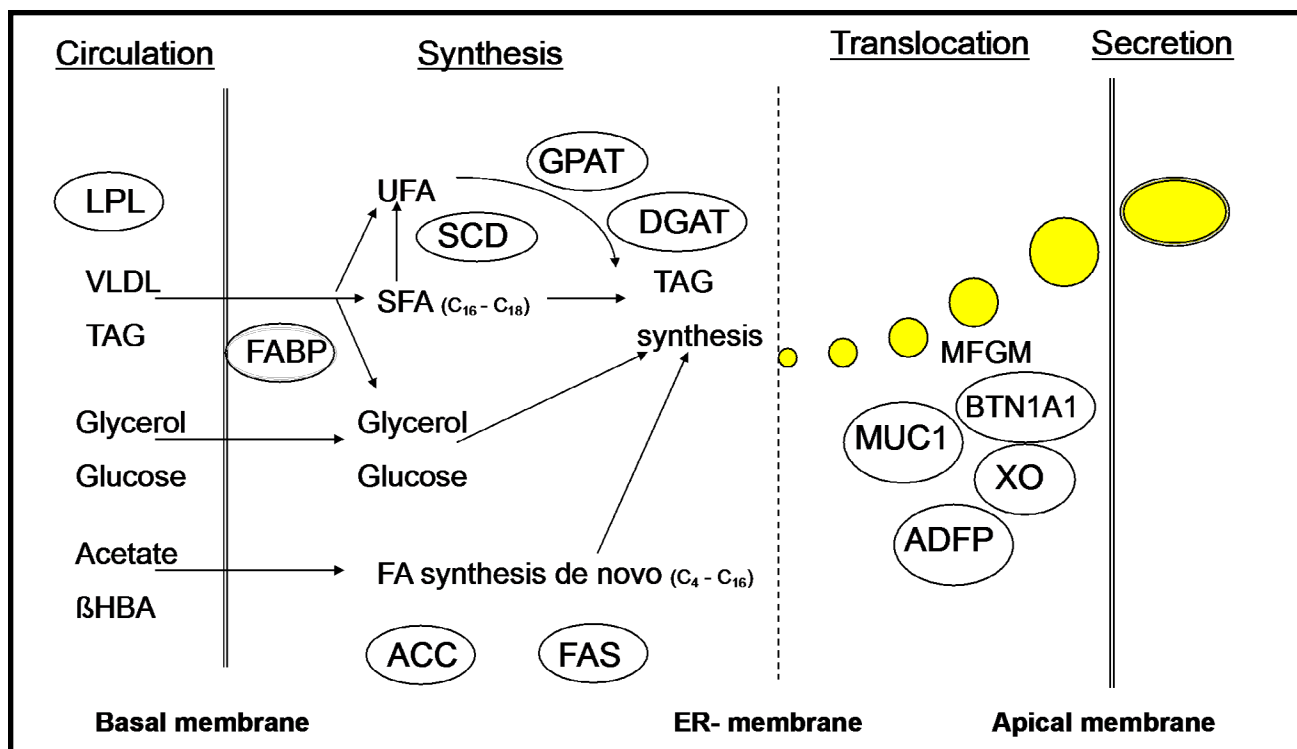 Circulation
Synthesis
Translocation
Secretion
LPL
UFA
GPAT
SCD
DGAT
VLDL
SFA (C₁₆ - C₁₈)
TAG
TAG
FABP
synthesis
MFGM
Glycerol
Glycerol
MUC1
BTN1A1
Glucose
Glucose
XO
Acetate
FA synthesis de novo (C₄ - C₁₆)
ADFP
ßHBA
ACC
FAS
Basal membrane
ER- membrane
Apical membrane